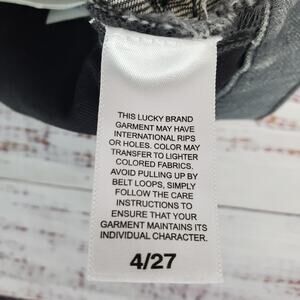 THIS LUCKY BRAND
GARMENT MAY HAVE
INTERNATIONAL RIPS
OR HOLES. COLOR MAY
TRANSFER TO LIGHTER
COLORED FABRICS.
AVOID PULLING UP BY
BELT LOOPS, SIMPLY
FOLLOW THE CARE
INSTRUCTIONS TO
ENSURE THAT YOUR
GARMENT MAINTAINS ITS
INDIVIDUAL CHARACTER.
4/27